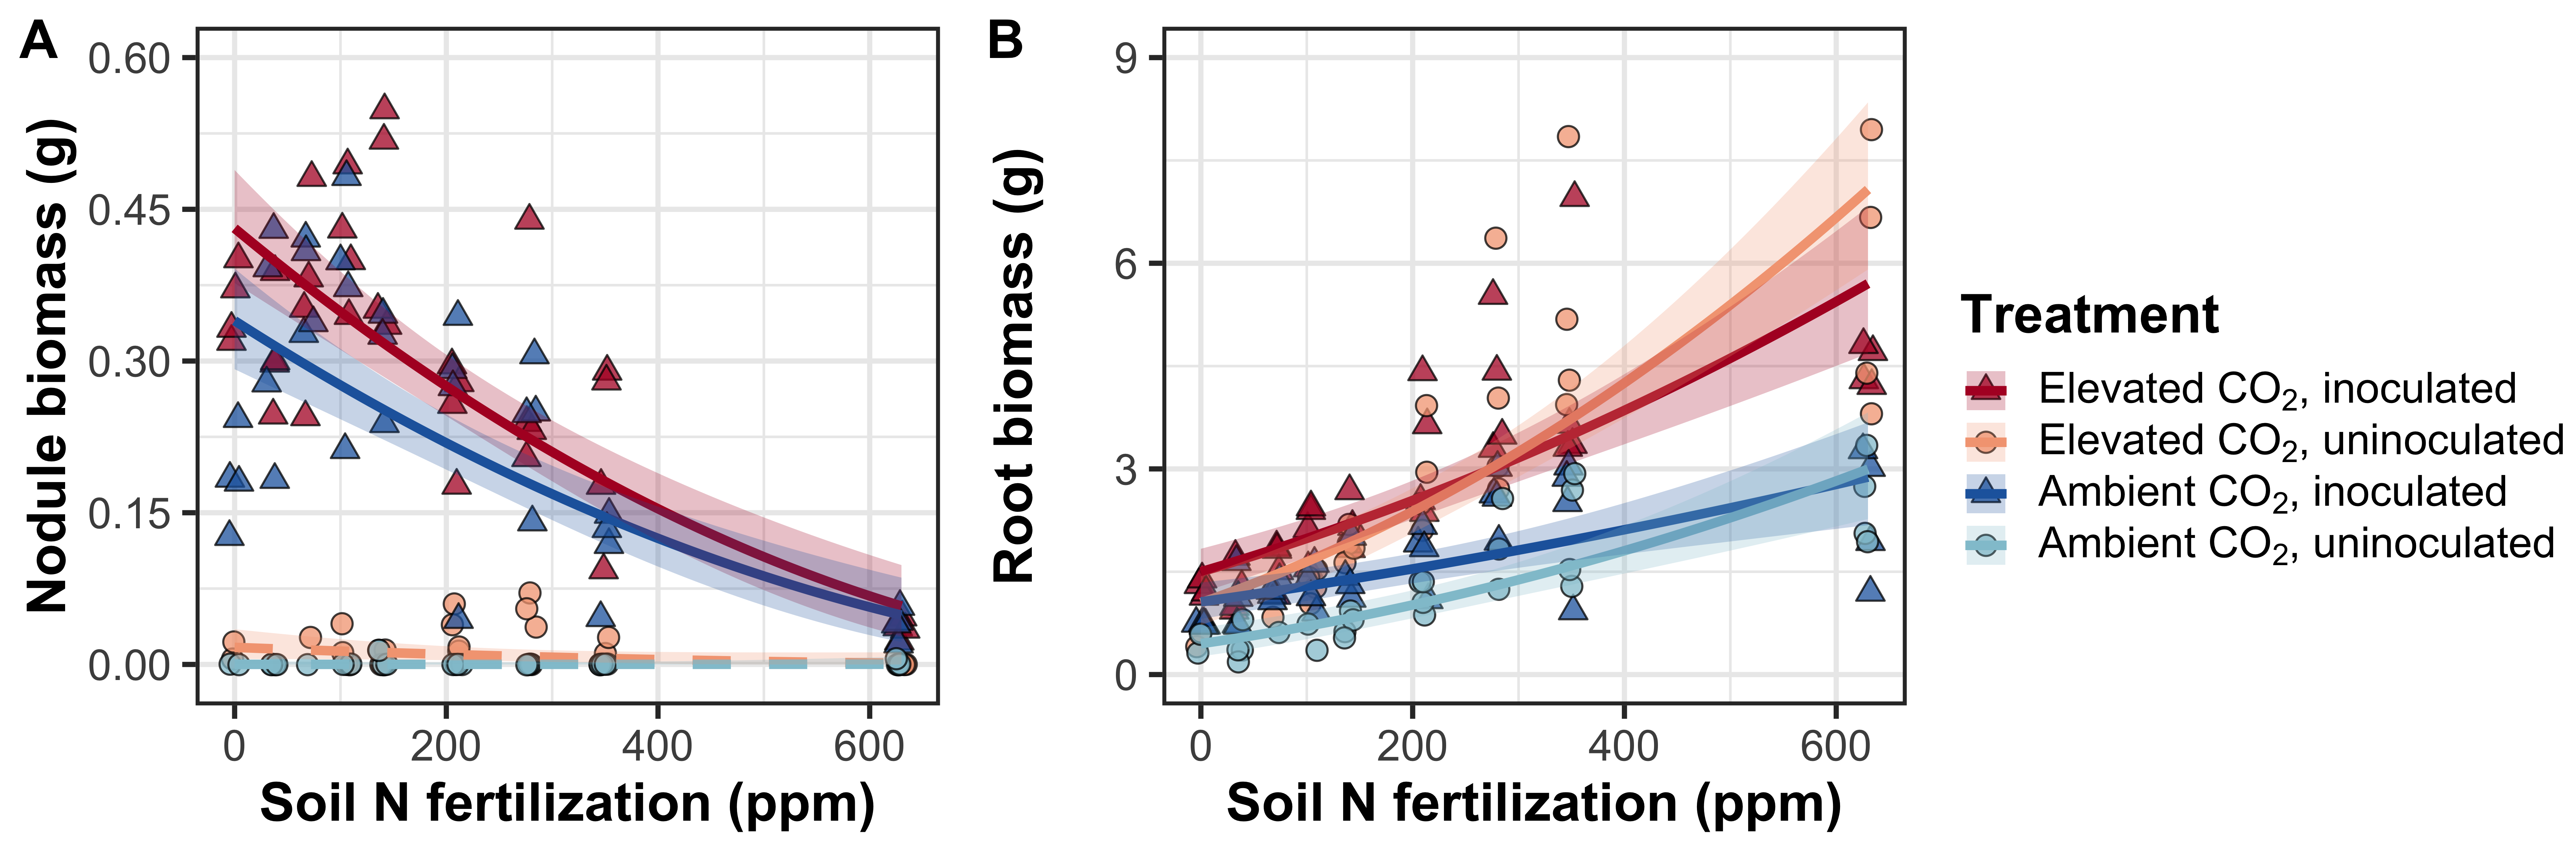 A
Nodule biomass (g)
0.60
0.45
0.30
0.15
0.00
0 200 400 600
Soil N fertilization (ppm)
B
Root biomass (g)
9
6
3
0
0 200 400 600
Soil N fertilization (ppm)
Treatment
Elevated CO₂, inoculated
Elevated CO₂, uninoculated
Ambient CO₂, inoculated
Ambient CO₂, uninoculated